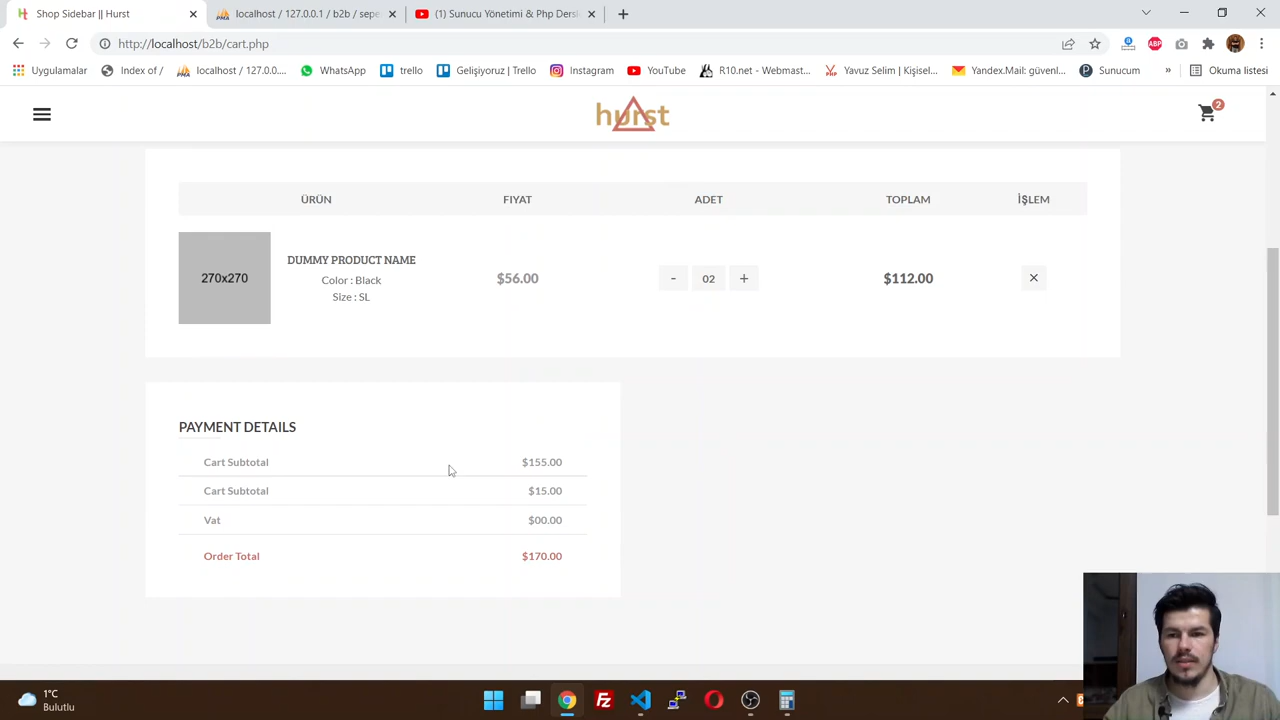 Shop Sidebar || Hurst
localhost / 127.0.0.1 / b2b / sepe
(1) Sunucu Yönetimi & Php Dersl
http://localhost/b2b/cart.php
Uygulamalar
Index of /
localhost / 127.0.0....
WhatsApp
trello
Gelişiyoruz | Trello
Instagram
YouTube
R10.net - Webmast...
Yavuz Selim | Kişisel...
Yandex.Mail: güvenl...
Sunucum
»
Okuma listesi
hurst
2
ÜRÜN FIYAT ADET TOPLAM İŞLEM
270x270
DUMMY PRODUCT NAME
Color : Black
Size : SL
$56.00
- 02 +
$112.00
×
PAYMENT DETAILS
Cart Subtotal $155.00
Cart Subtotal $15.00
Vat $00.00
Order Total $170.00
1°C
Bulutlu